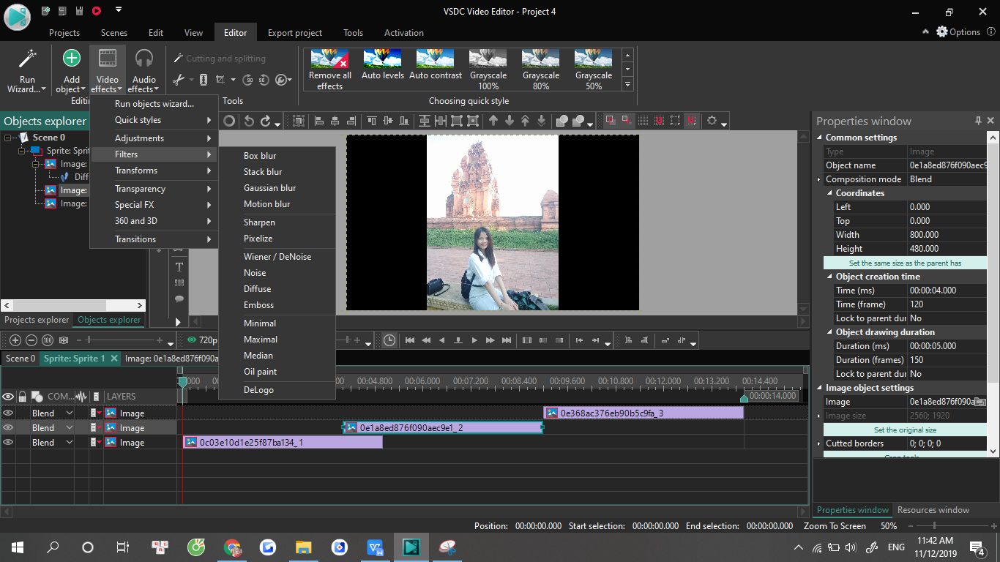 VSDC Video Editor - Project 4
Projects Scenes Edit View Editor Export project Tools Activation
Options
Run Wizard...
Add object
Video effects
Audio effects
Cutting and splitting
Remove all effects
Auto levels
Auto contrast
Grayscale 100%
Grayscale 80%
Grayscale 50%
Editi
Tools
Choosing quick style
Run objects wizard...
Quick styles
Adjustments
Filters
Transforms
Transparency
Special FX
360 and 3D
Transitions
Box blur
Stack blur
Gaussian blur
Motion blur
Sharpen
Pixelize
Wiener / DeNoise
Noise
Diffuse
Emboss
Minimal
Maximal
Median
Oil paint
DeLogo
Objects explorer
Scene 0
Sprite: Sprit
Image:
Diff
Image:
Image:
Projects explorer Objects explorer
Properties window
Common settings
Type Image
Object name 0e1a8ed876f090aec9
Composition mode Blend
Coordinates
Left 0.000
Top 0.000
Width 800.000
Height 480.000
Set the same size as the parent has
Object creation time
Time (ms) 00:00:04.000
Time (frame) 120
Lock to parent dur No
Object drawing duration
Duration (ms) 00:00:05.000
Duration (frames) 150
Lock to parent dur No
Image object settings
Image 0e1a8ed876f090a
Image size 2560; 1920
Set the original size
Cutted borders 0; 0; 0; 0
Crop tools
Properties window Resources window
720p
Scene 0 Sprite: Sprite 1 Image: 0e1a8ed876f090a
000 00: 00 00:04.800 00:06.000 00:07.200 00:08.400 00:09.600 00:10.800 00:12.000 00:13.200 00:14.400
00:00:14.000
COM... LAYERS
Blend Image 0e368ac376eb90b5c9fa_3
Blend Image 0e1a8ed876f090aec9e1_2
Blend Image 0c03e10d1e25f87ba134_1
Position: 00:00:00.000 Start selection: 00:00:00.000 End selection: 00:00:00.000 Zoom To Screen 50%
ENG
11:42 AM
11/12/2019
4